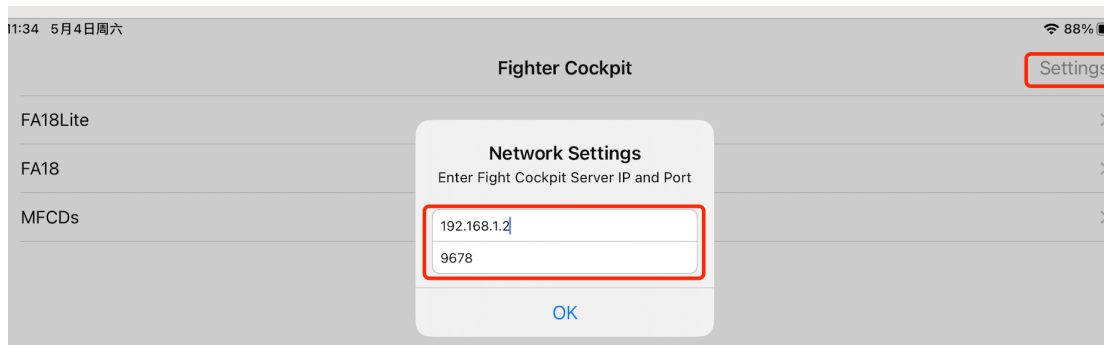 11:34 5月4日周六
88%
Fighter Cockpit
Settings
FA18Lite
FA18
MFCDs
Network Settings
Enter Fight Cockpit Server IP and Port
192.168.1.2
9678
OK